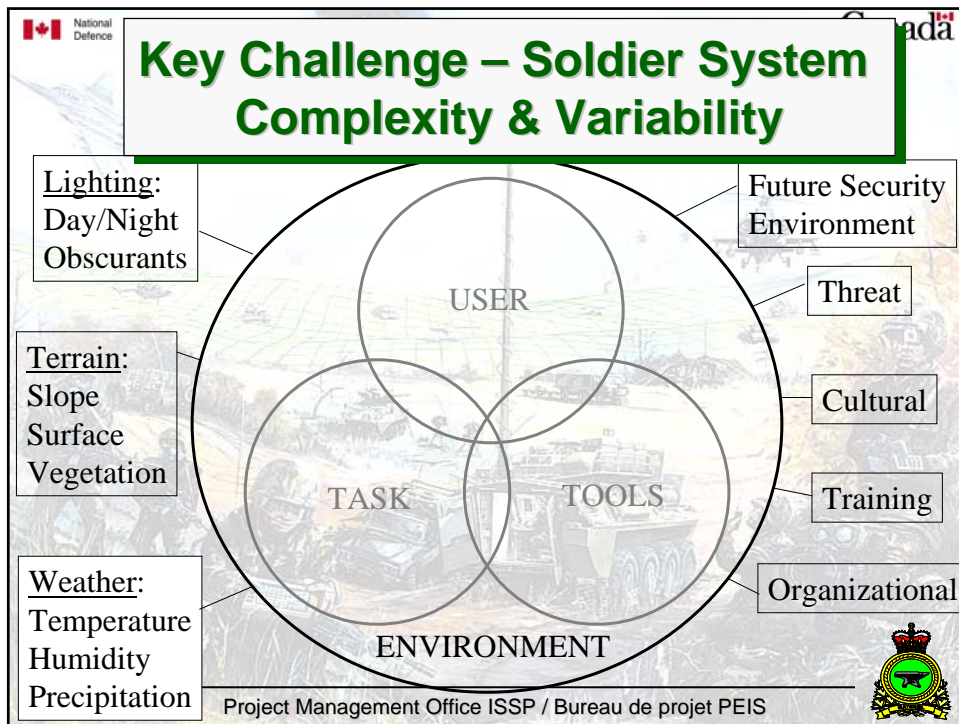 National
Defence
Canada
Key Challenge – Soldier System
Complexity & Variability
Lighting:
Day/Night
Obscurants
Terrain:
Slope
Surface
Vegetation
Weather:
Temperature
Humidity
Precipitation
USER
TASK
TOOLS
ENVIRONMENT
Future Security
Environment
Threat
Cultural
Training
Organizational
Project Management Office ISSP / Bureau de projet PEIS